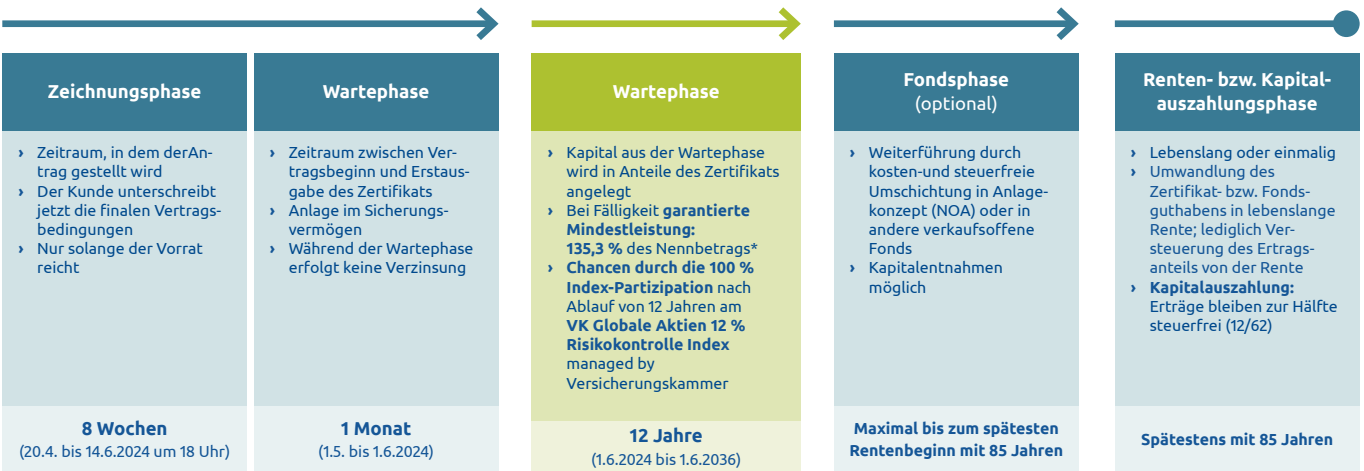 Zeichnungsphase
› Zeitraum, in dem derAn-
trag gestellt wird
› Der Kunde unterschreibt
jetzt die finalen Vertrags-
bedingungen
› Nur solange der Vorrat
reicht
8 Wochen
(20.4. bis 14.6.2024 um 18 Uhr)
Wartephase
› Zeitraum zwischen Ver-
tragsbeginn und Erstaus-
gabe des Zertifikats
› Anlage im Sicherungs-
vermögen
› Während der Wartephase
erfolgt keine Verzinsung
1 Monat
(1.5. bis 1.6.2024)
Wartephase
› Kapital aus der Wartephase
wird in Anteile des Zertifikats
angelegt
› Bei Fälligkeit garantierte
Mindestleistung:
135,3 % des Nennbetrags*
› Chancen durch die 100 %
Index-Partizipation nach
Ablauf von 12 Jahren am
VK Globale Aktien 12 %
Risikokontrolle Index
managed by
Versicherungskammer
12 Jahre
(1.6.2024 bis 1.6.2036)
Fondsphase
(optional)
› Weiterführung durch
kosten-und steuerfreie
Umschichtung in Anlage-
konzept (NOA) oder in
andere verkaufsoffene
Fonds
› Kapitalentnahmen
möglich
Maximal bis zum spätesten
Rentenbeginn mit 85 Jahren
Renten- bzw. Kapital-
auszahlungsphase
› Lebenslang oder einmalig
› Umwandlung des
Zertifikat- bzw. Fonds-
guthabens in lebenslange
Rente; lediglich Ver-
steuerung des Ertrags-
anteils von der Rente
› Kapitalauszahlung:
Erträge bleiben zur Hälfte
steuerfrei (12/62)
Spätestens mit 85 Jahren